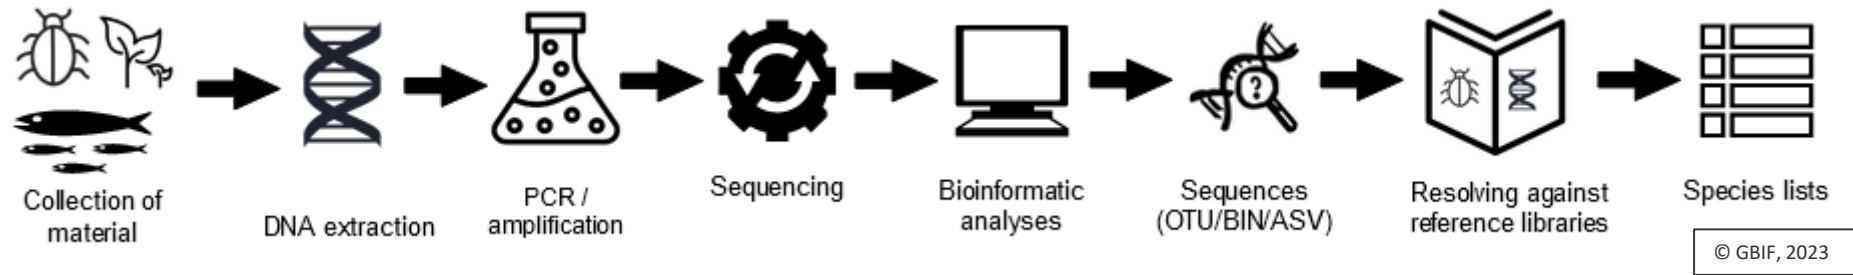 Collection of
material
DNA extraction
PCR /
amplification
Sequencing
Bioinformatic
analyses
?
Sequences
(OTU/BIN/ASV)
Resolving against
reference libraries
Species lists
© GBIF, 2023